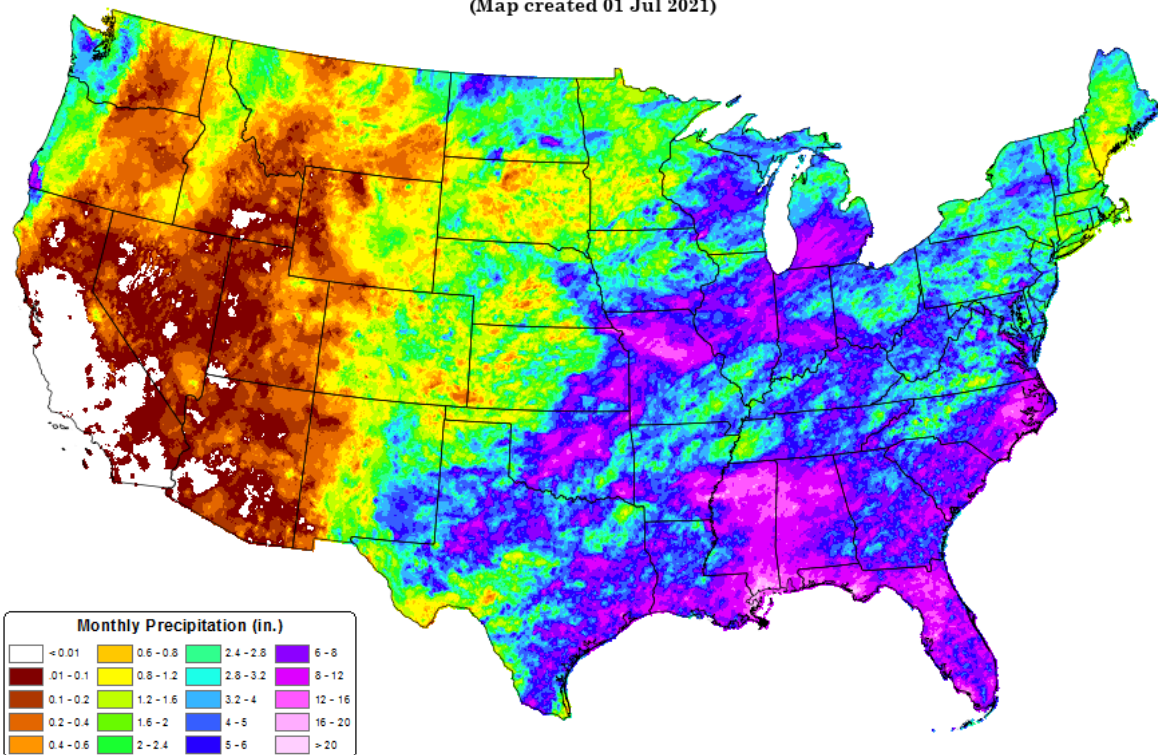 (Map created 01 Jul 2021)
Monthly Precipitation (in.)
< 0.01 0.6 - 0.8 2.4 - 2.8 6 - 8
.01 - 0.1 0.8 - 1.2 2.8 - 3.2 8 - 12
0.1 - 0.2 1.2 - 1.6 3.2 - 4 12 - 16
0.2 - 0.4 1.6 - 2 4 - 5 16 - 20
0.4 - 0.6 2 - 2.4 5 - 6 > 20